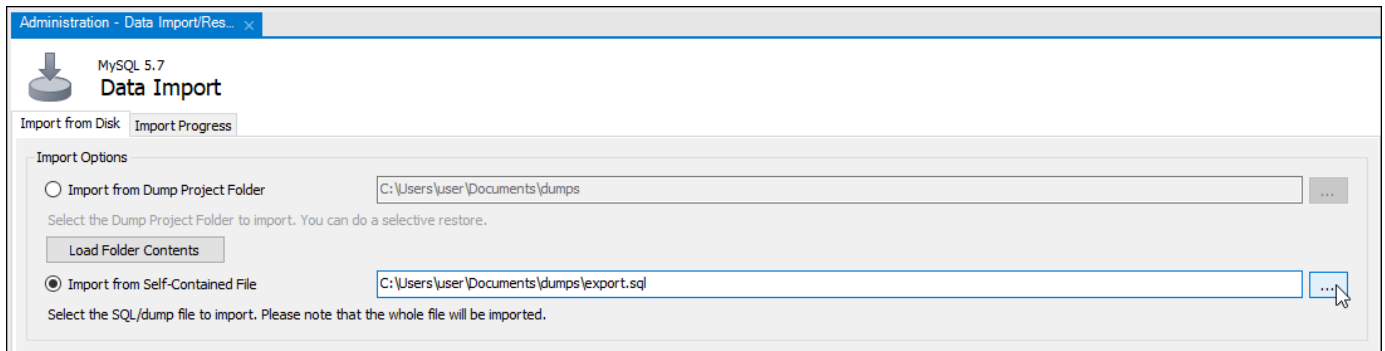 Administration - Data Import/Res...
MySQL 5.7
Data Import
Import from Disk Import Progress
Import Options
Import from Dump Project Folder C:\Users\user\Documents\dumps ...
Select the Dump Project Folder to import. You can do a selective restore.
Load Folder Contents
Import from Self-Contained File C:\Users\user\Documents\dumps\export.sql ...
Select the SQL/dump file to import. Please note that the whole file will be imported.